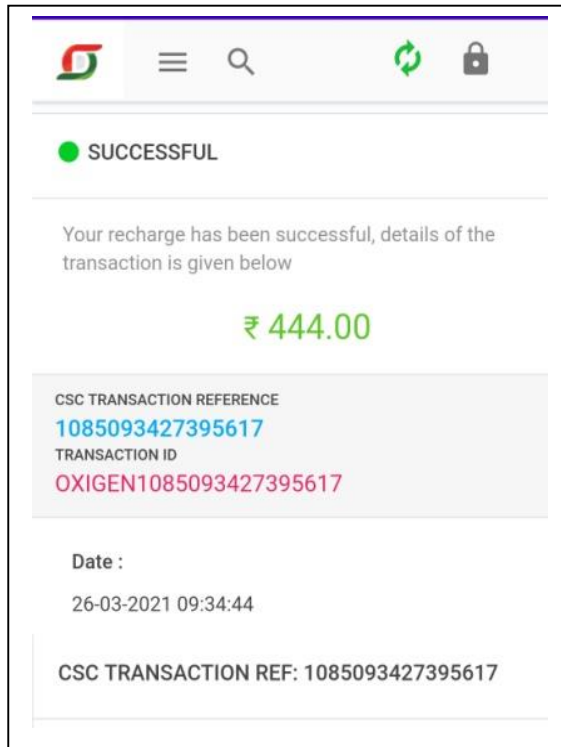 SUCCESSFUL
Your recharge has been successful, details of the
transaction is given below
₹ 444.00
CSC TRANSACTION REFERENCE
1085093427395617
TRANSACTION ID
OXIGEN1085093427395617
Date :
26-03-2021 09:34:44
CSC TRANSACTION REF: 1085093427395617